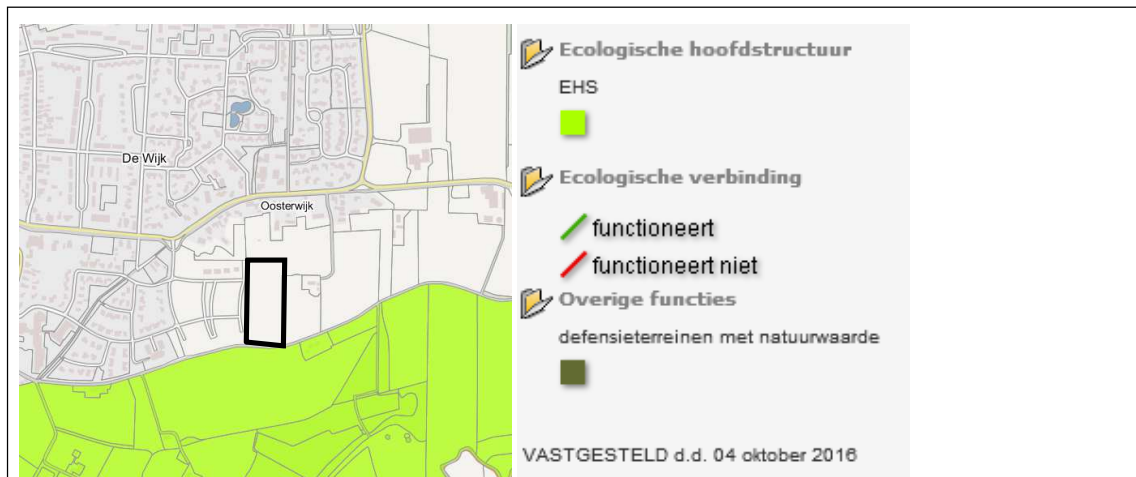 De Wijk
Oosterwijk
Ecologische hoofdstructuur
EHS
Ecologische verbinding
functioneert
functioneert niet
Overige functies
defensieterreinen met natuurwaarde
VASTGESTELD d.d. 04 oktober 2016